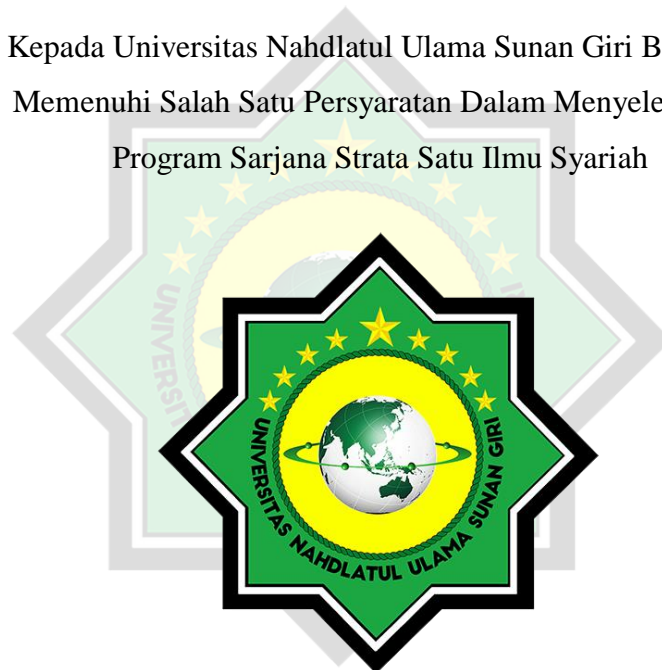 Kepada Universitas Nahdlatul Ulama Sunan Giri B
Memenuhi Salah Satu Persyaratan Dalam Menyele
Program Sarjana Strata Satu Ilmu Syariah
UNIVERSITAS NAHDLATUL ULAMA SUNAN GIRI